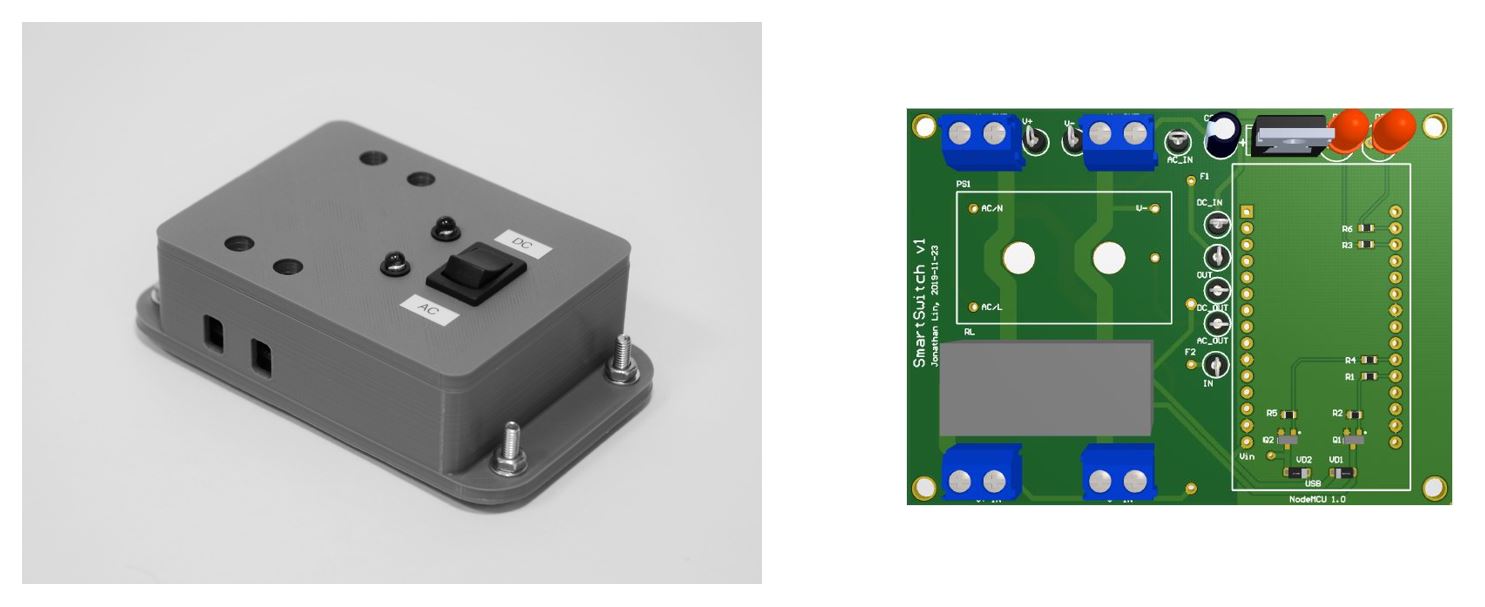 DC
AC
V+
V-
AC_IN
F1
PS1
AC/N
V-
DC_IN
R6
R3
SmartSwitch v1
Jonathan Lin, 2019-11-23
OUT
AC/L
DC_OUT
RL
AC_OUT
F2
R4
IN
R1
R5
R2
Q2
Q1
Vin
VD2
VD1
USB
NodeMCU 1.0